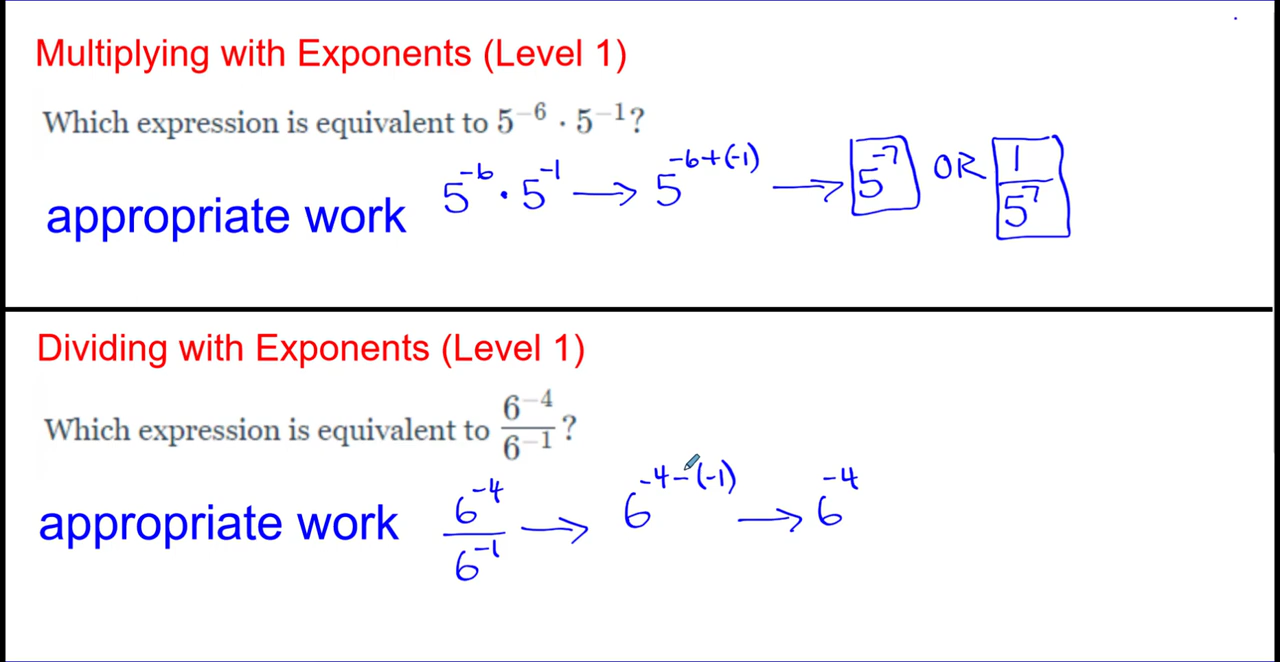 Multiplying with Exponents (Level 1)
Which expression is equivalent to 5⁻⁶ · 5⁻¹?
appropriate work 5⁻⁶ · 5⁻¹ → 5⁻⁶⁺⁽⁻¹⁾ → 5⁻⁷ OR 1/5⁷
Dividing with Exponents (Level 1)
Which expression is equivalent to 6⁻⁴/6⁻¹?
appropriate work 6⁻⁴/6⁻¹ → 6⁻⁴⁻⁽⁻¹⁾ → 6⁻⁴